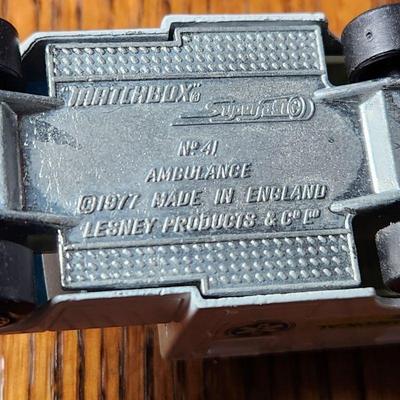 MATCHBOX® Superfast
Nº 41
AMBULANCE
©1977 MADE IN ENGLAND
LESNEY PRODUCTS & Cº Lᵀᴰ